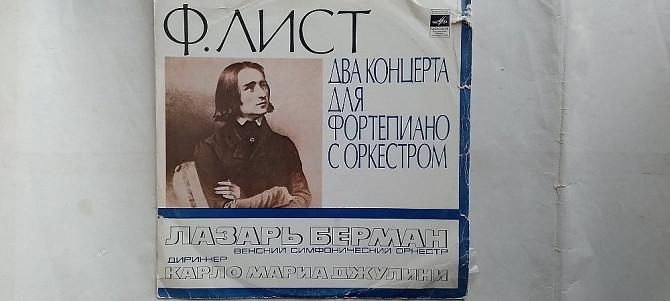 Ф. ЛИСТ
ДВА КОНЦЕРТА
ДЛЯ
ФОРТЕПИАНО
С ОРКЕСТРОМ
ЛАЗАРЬ БЕРМАН
ВЕНСКИЙ СИМФОНИЧЕСКИЙ ОРКЕСТР
ДИРИЖЕР
КАРЛО МАРИА ДЖУЛИНИ